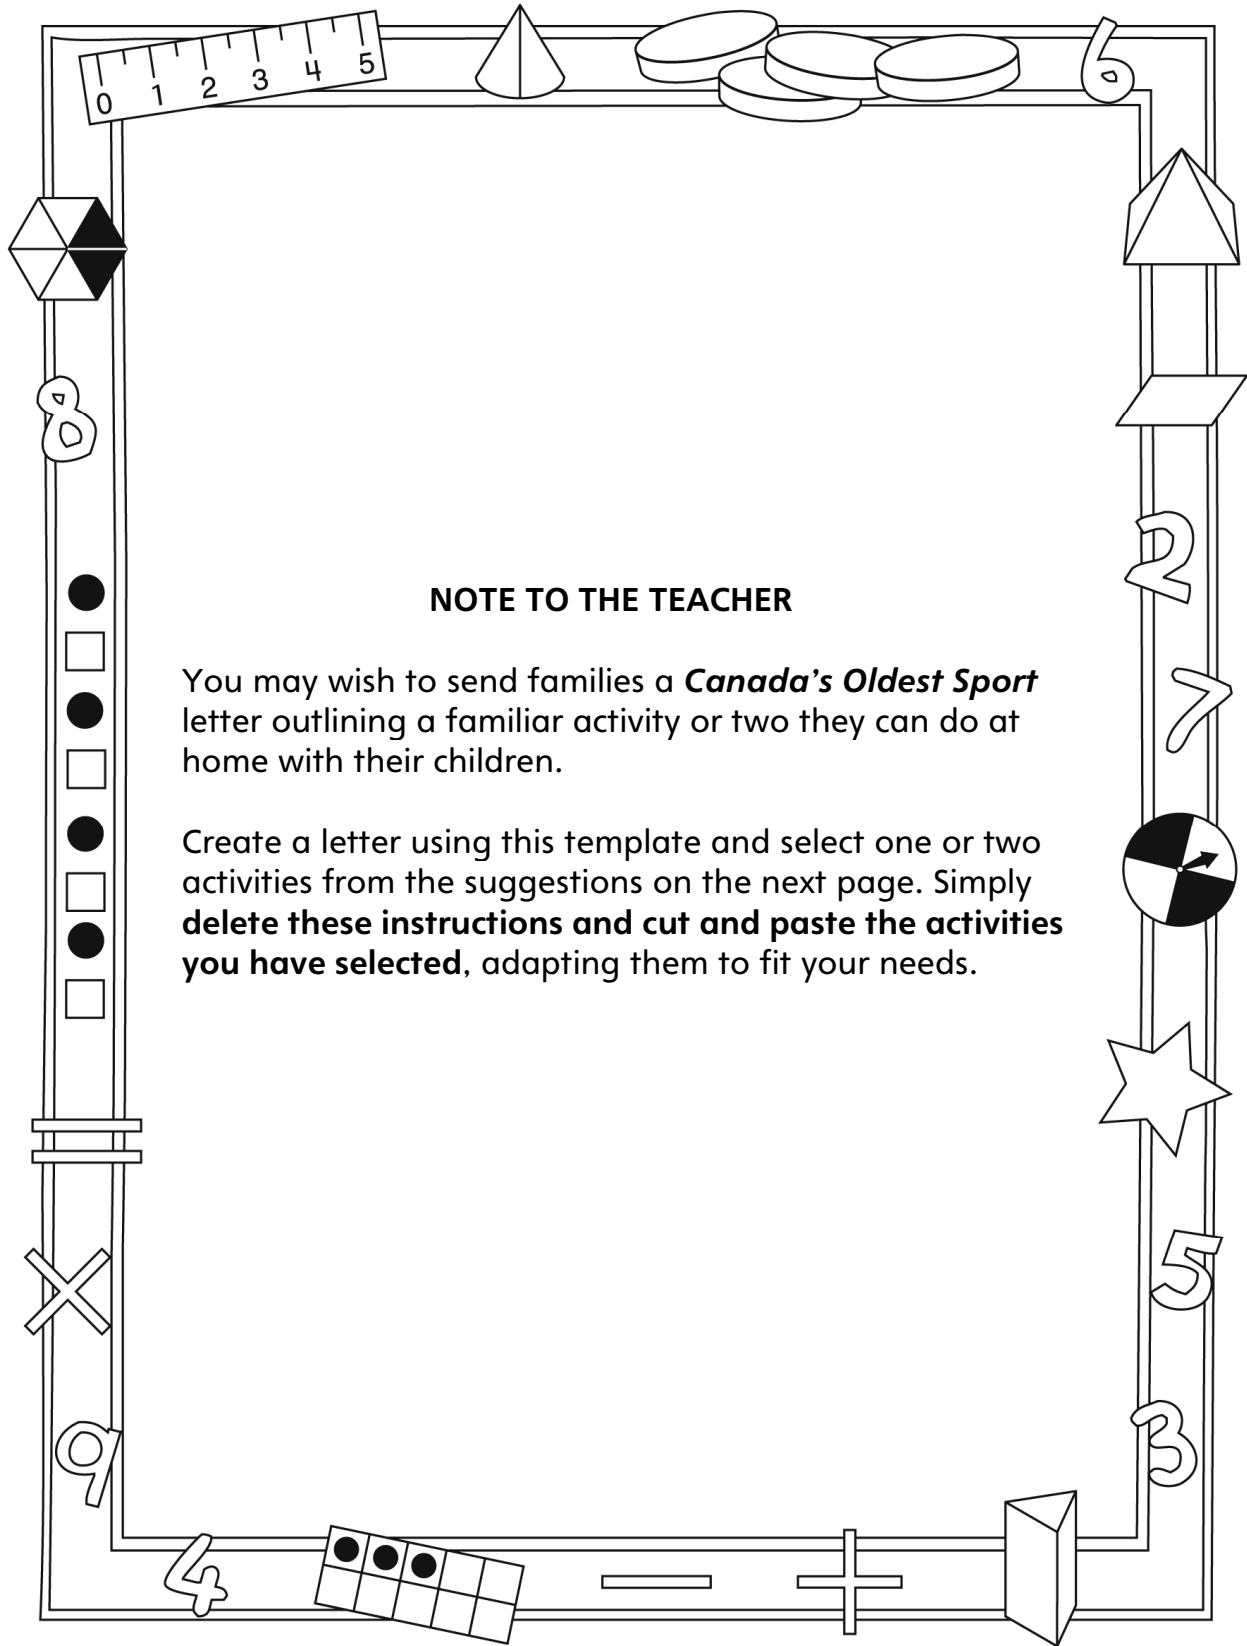 0 1 2 3 4 5
6
8
2
NOTE TO THE TEACHER
You may wish to send families a Canada’s Oldest Sport
letter outlining a familiar activity or two they can do at
home with their children.
7
Create a letter using this template and select one or two
activities from the suggestions on the next page. Simply
delete these instructions and cut and paste the activities
you have selected, adapting them to fit your needs.
=
5
×
3
9
4
− +